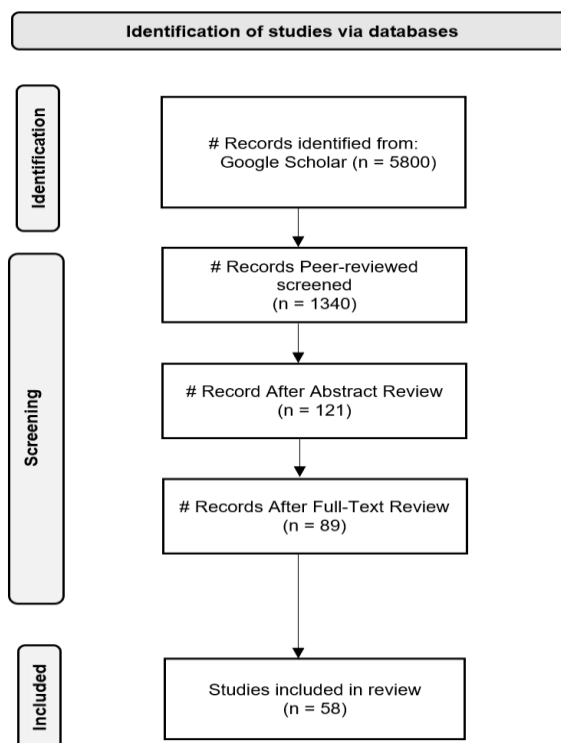 Identification of studies via databases
Identification
# Records identified from:
Google Scholar (n = 5800)
# Records Peer-reviewed
screened
(n = 1340)
Screening
# Record After Abstract Review
(n = 121)
# Records After Full-Text Review
(n = 89)
Included
Studies included in review
(n = 58)